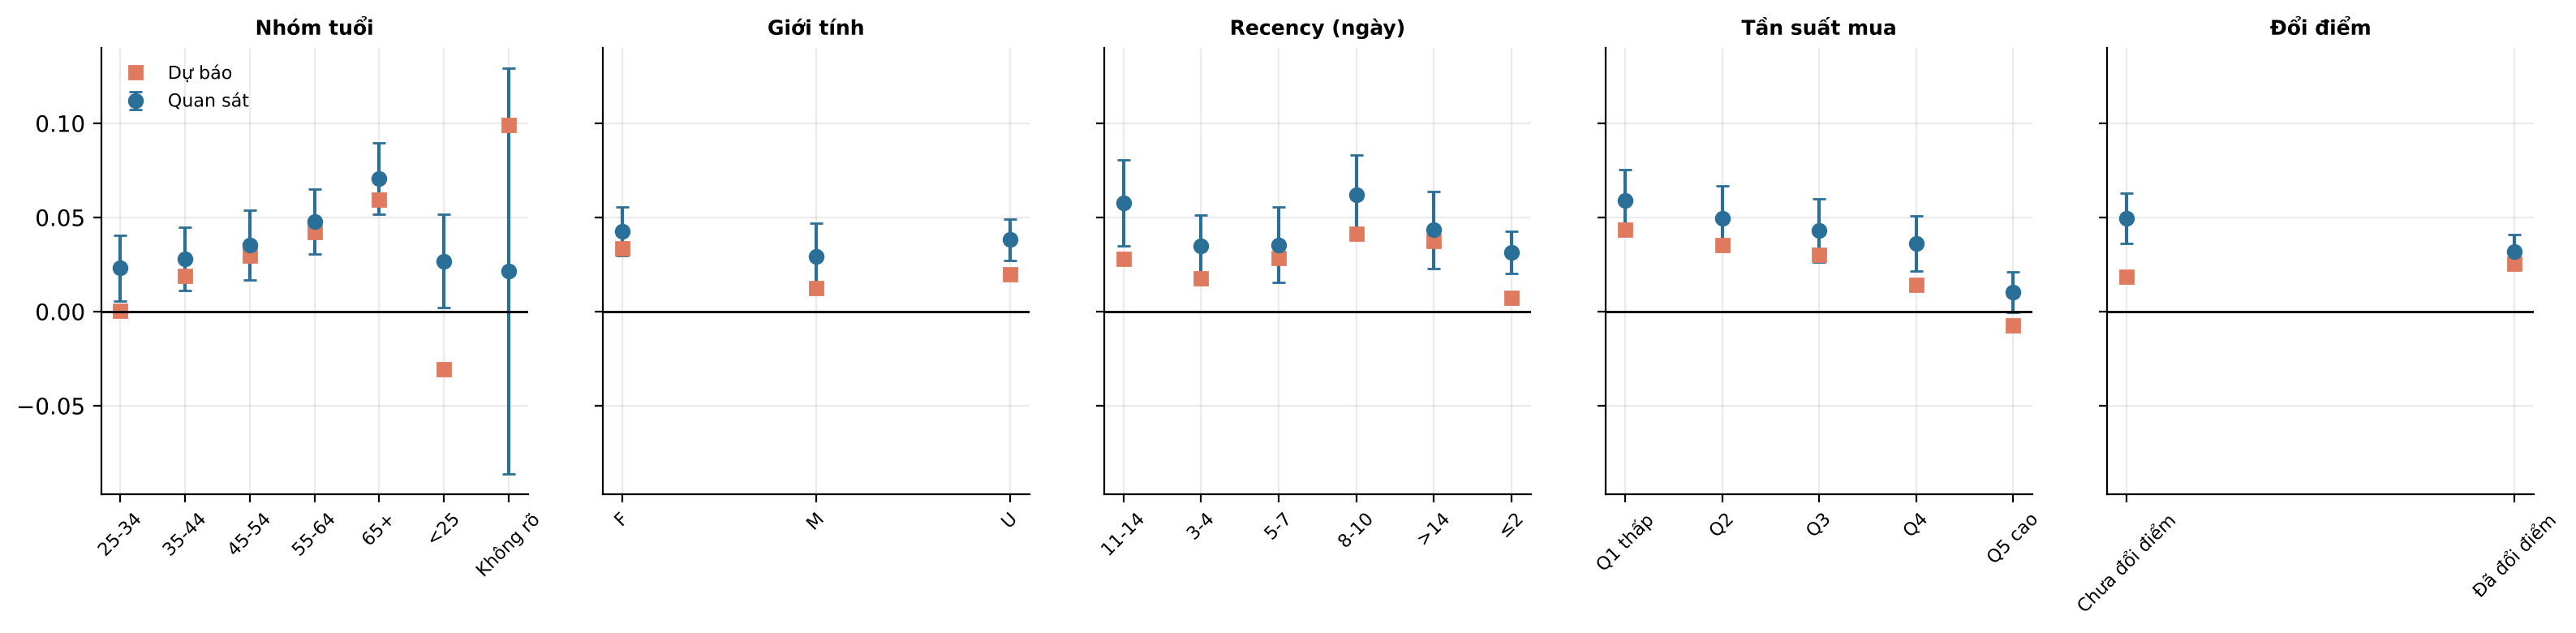 Nhóm tuổi
Giới tính
Recency (ngày)
Tần suất mua
Đổi điểm
Dự báo
Quan sát
0.10
0.05
0.00
−0.05
25-34
35-44
45-54
55-64
65+
<25
Không rõ
F
M
U
11-14
3-4
5-7
8-10
>14
≤2
Q1 thấp
Q2
Q3
Q4
Q5 cao
Chưa đổi điểm
Đã đổi điểm